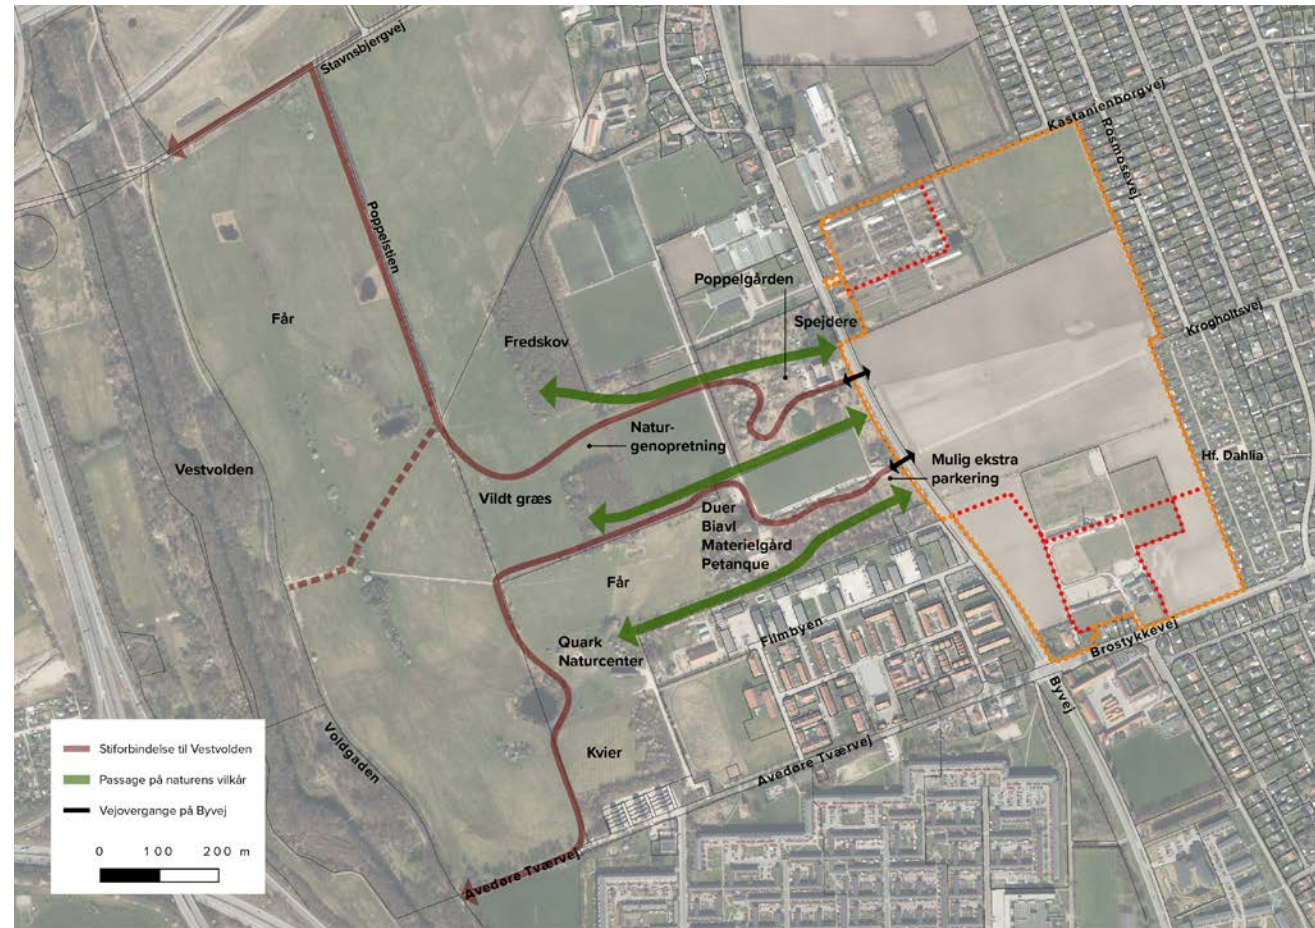 Stavnsbjergvej
Kastanienborgvej
Rosmosevej
Poppelstien
Poppelgården
Spejdere
Får
Fredskov
Krogholtsvej
Natur-
genopretning
Hf. Dahlia
Vestvolden
Mulig ekstra
parkering
Vildt græs
Duer
Biavl
Materielgård
Petanque
Får
Filmbyen
Quark
Naturcenter
Brostykkevej
Byvej
Voldgaden
Kvier
Avedøre Tværvej
Avedøre Tværvej
Stiforbindelse til Vestvolden
Passage på naturens vilkår
Vejovergange på Byvej
0 100 200 m